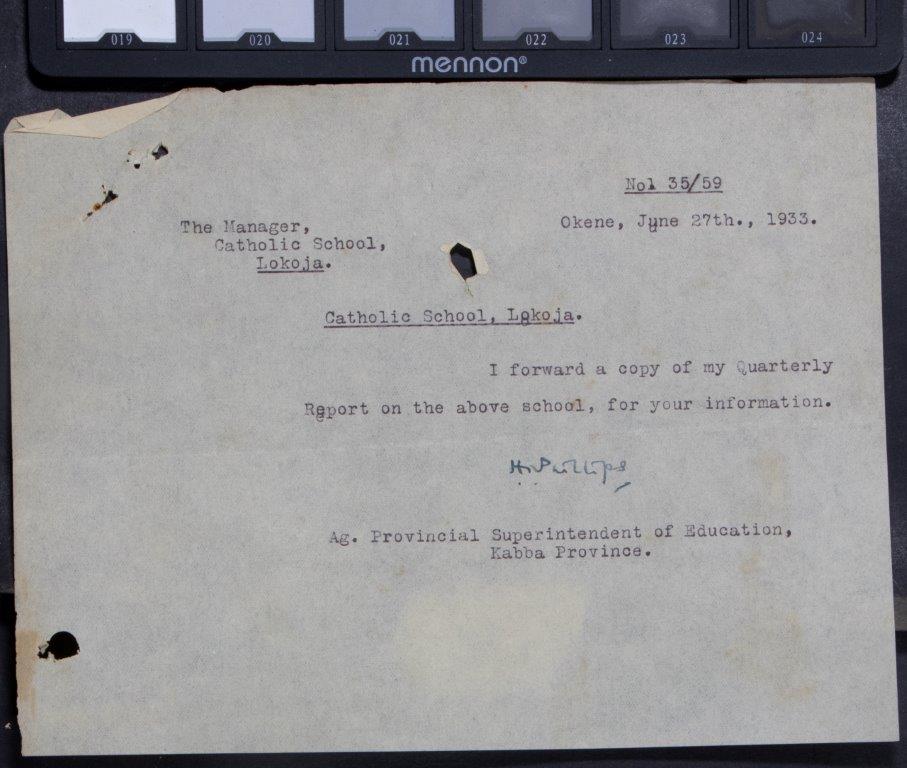 019 020 021 022 023 024
mennon®
No1 35/59
Okene, June 27th., 1933.
The Manager,
Catholic School,
Lokoja.
Catholic School, Lokoja.
I forward a copy of my Quarterly
Report on the above school, for your information.
H. Phillips
Ag. Provincial Superintendent of Education,
Kabba Province.